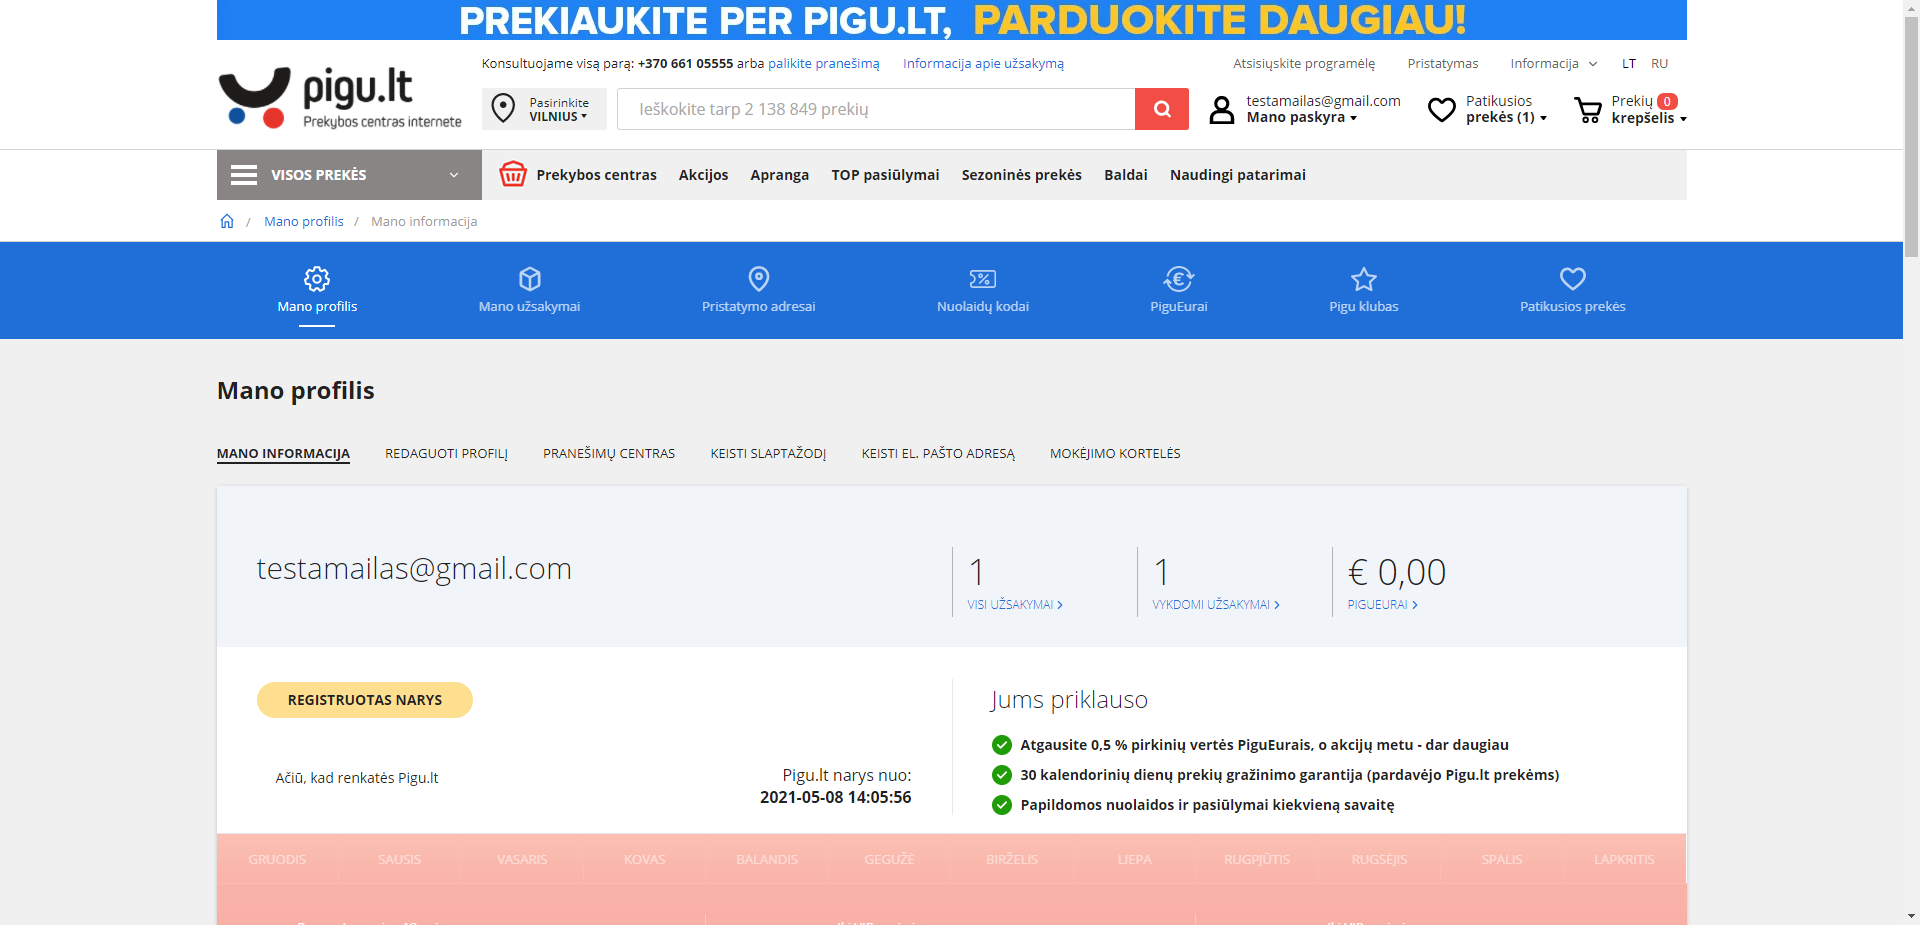 PREKIAUKITE PER PIGU.LT, PARDUOKITE DAUGIAU!
Konsultuojame visą parą: +370 661 05555 arba palikite pranešimą Informacija apie užsakymą Atsisiųskite programėlę Pristatymas Informacija LT RU
pigu.lt
Prekybos centras internete
Pasirinkite
VILNIUS
Ieškokite tarp 2 138 849 prekių
testamailas@gmail.com
Mano paskyra
Patikusios
prekės (1)
Prekių 0
krepšelis
VISOS PREKĖS
Prekybos centras Akcijos Apranga TOP pasiūlymai Sezoninės prekės Baldai Naudingi patarimai
/ Mano profilis / Mano informacija
Mano profilis Mano užsakymai Pristatymo adresai Nuolaidų kodai PiguEurai Pigu klubas Patikusios prekės
Mano profilis
MANO INFORMACIJA REDAGUOTI PROFILĮ PRANEŠIMŲ CENTRAS KEISTI SLAPTAŽODĮ KEISTI EL. PAŠTO ADRESĄ MOKĖJIMO KORTELĖS
testamailas@gmail.com
1
VISI UŽSAKYMAI
1
VYKDOMI UŽSAKYMAI
€ 0,00
PIGUEURAI
REGISTRUOTAS NARYS
Ačiū, kad renkatės Pigu.lt
Pigu.lt narys nuo:
2021-05-08 14:05:56
Jums priklauso
Atgausite 0,5 % pirkinių vertės PiguEurais, o akcijų metu - dar daugiau
30 kalendorinių dienų prekių gražinimo garantija (pardavėjo Pigu.lt prekėms)
Papildomos nuolaidos ir pasiūlymai kiekvieną savaitę
GRUODIS SAUSIS VASARIS KOVAS BALANDIS GEGUŽĖ BIRŽELIS LIEPA RUGPJŪTIS RUGSĖJIS SPALIS LAPKRITIS